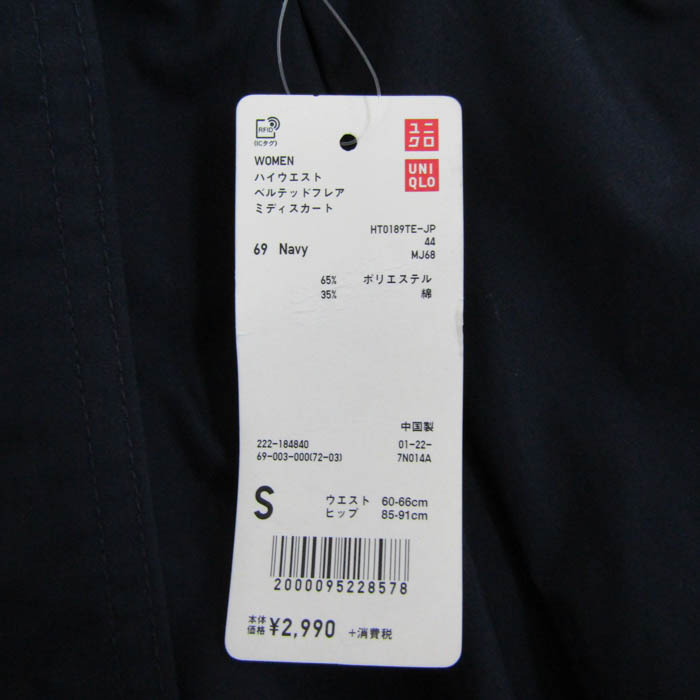 RFID
(ICタグ)
ユニ
クロ
UNI
QLO
WOMEN
ハイウエスト
ベルテッドフレア
ミディスカート
HT0189TE-JP
44
MJ68
69 Navy
65% ポリエステル
35% 綿
中国製
222-184840 01-22-
69-003-000(72-03) 7N014A
S
ウエスト 60-66cm
ヒップ 85-91cm
2000095228578
本体
価格 ¥2,990 +消費税